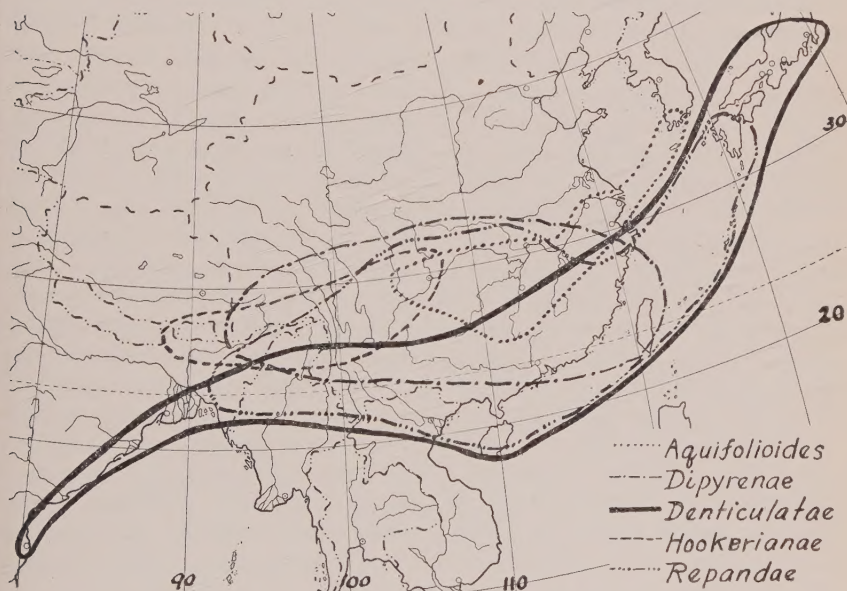 30
20
Aquifolioides
Dipyrenae
Denticulatae
Hookerianae
Repandae
90
100
110